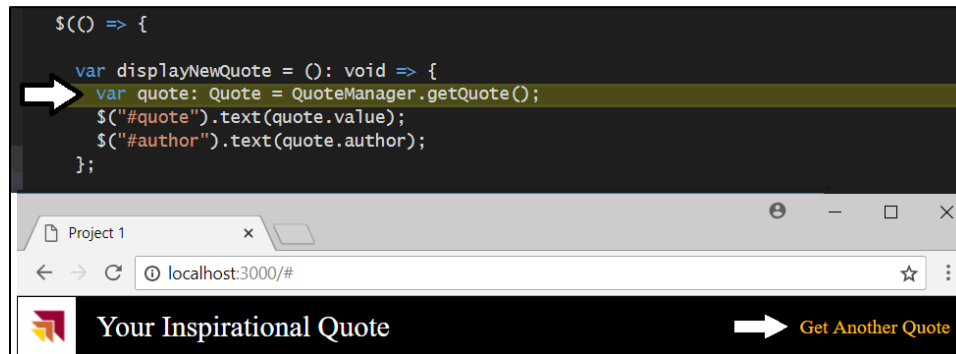 $(() => {
var displayNewQuote = (): void => {
var quote: Quote = QuoteManager.getQuote();
$("#quote").text(quote.value);
$("#author").text(quote.author);
};
Project 1
localhost:3000/#
Your Inspirational Quote
Get Another Quote